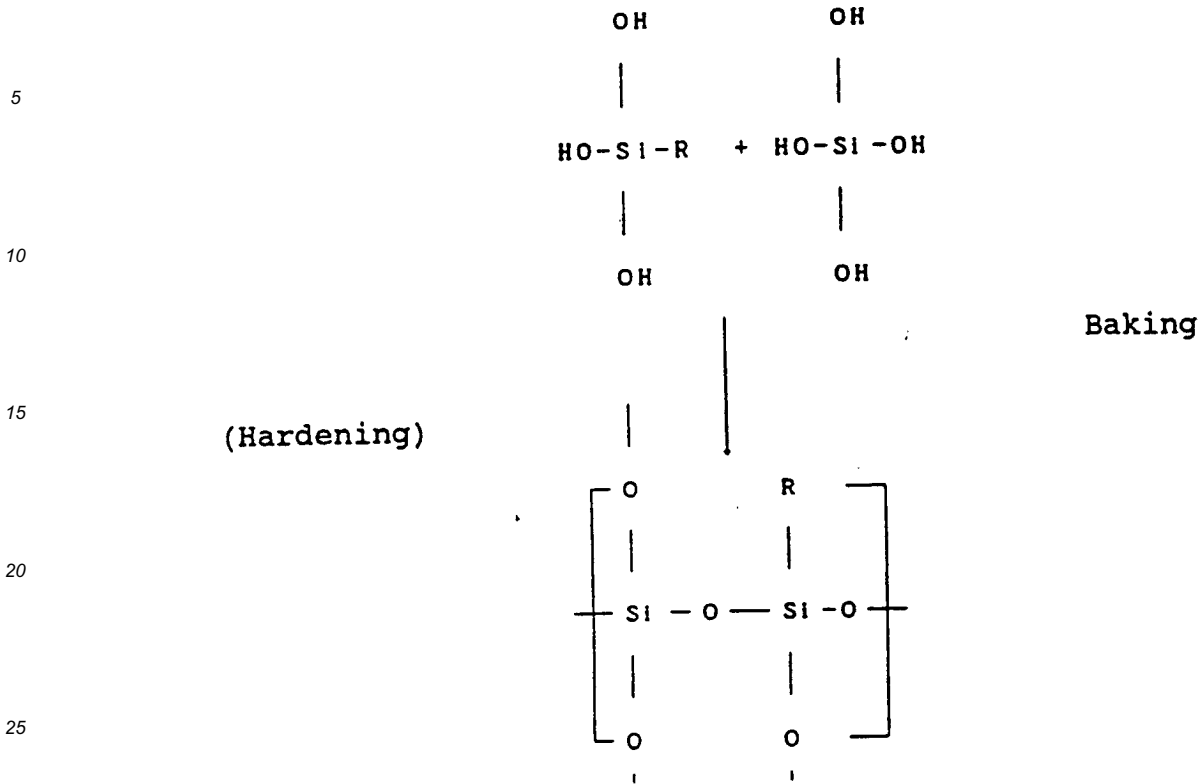 OH OH
5
HO-Si-R + HO-Si-OH
10
OH OH
Baking
15
(Hardening)
O R
20
Si - O - Si - O
25
O O